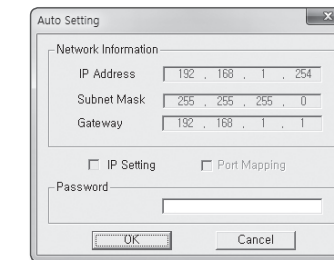 Auto Setting
x
Network Information
IP Address 192 . 168 . 1 . 254
Subnet Mask 255 . 255 . 255 . 0
Gateway 192 . 168 . 1 . 1
IP Setting Port Mapping
Password
OK Cancel